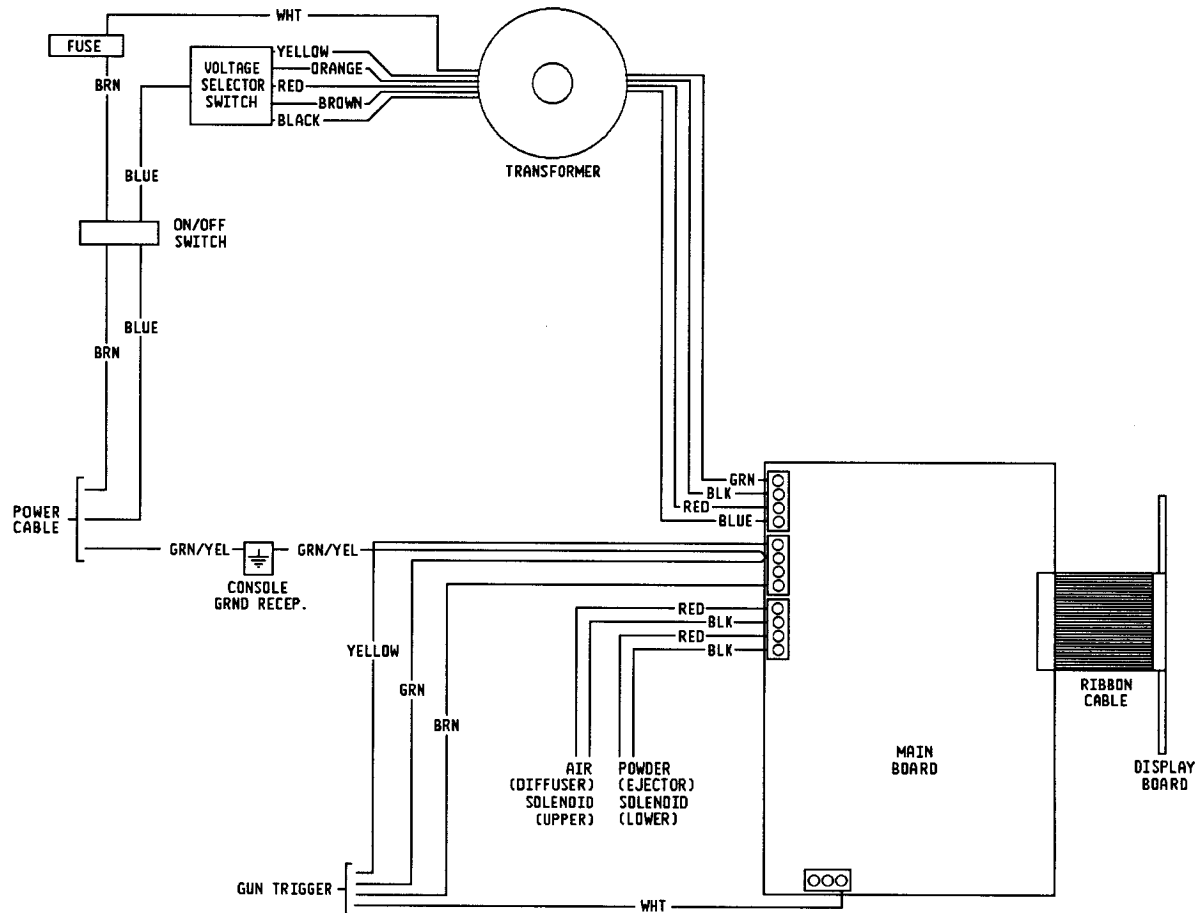 WHT
FUSE
BRN
VOLTAGE
SELECTOR
SWITCH
YELLOW
ORANGE
RED
BROWN
BLACK
TRANSFORMER
BLUE
ON/OFF
SWITCH
BLUE
BRN
POWER
CABLE
GRN/YEL
GRN/YEL
CONSOLE
GRND RECEP.
GRN
BLK
RED
BLUE
RED
BLK
RED
BLK
YELLOW
GRN
BRN
AIR
(DIFFUSER)
SOLENOID
(UPPER)
POWDER
(EJECTOR)
SOLENOID
(LOWER)
MAIN
BOARD
RIBBON
CABLE
DISPLAY
BOARD
GUN TRIGGER
WHT